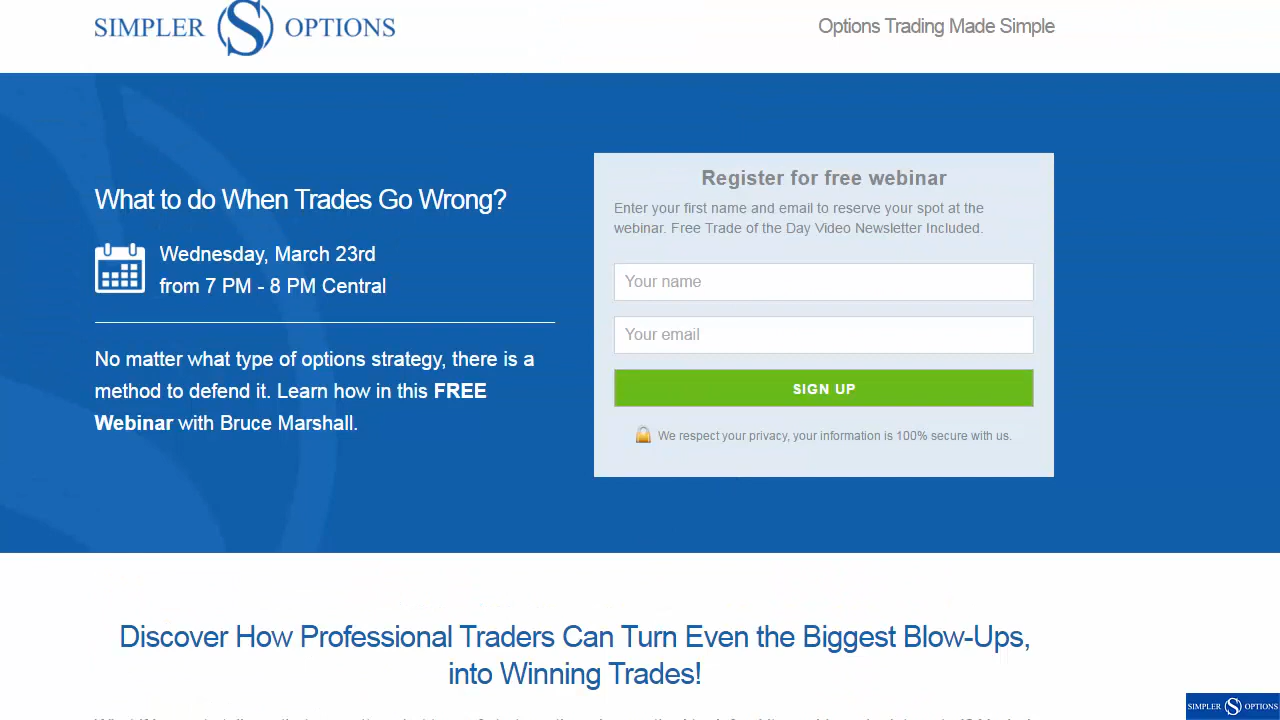 SIMPLER S OPTIONS
Options Trading Made Simple
What to do When Trades Go Wrong?
Wednesday, March 23rd
from 7 PM - 8 PM Central
No matter what type of options strategy, there is a
method to defend it. Learn how in this FREE
Webinar with Bruce Marshall.
Register for free webinar
Enter your first name and email to reserve your spot at the
webinar. Free Trade of the Day Video Newsletter Included.
Your name
Your email
SIGN UP
We respect your privacy, your information is 100% secure with us.
Discover How Professional Traders Can Turn Even the Biggest Blow-Ups,
into Winning Trades!
SIMPLER S OPTIONS